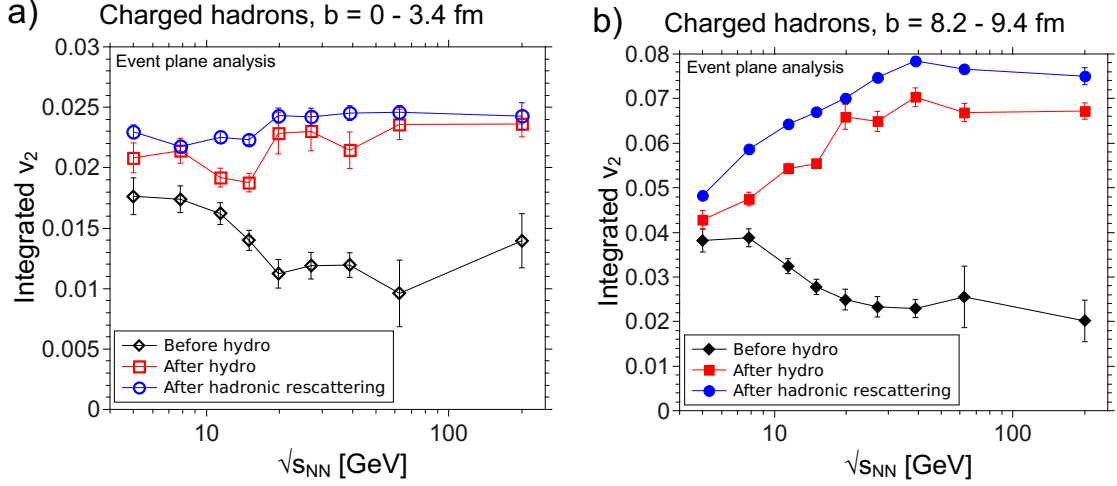 a)
Charged hadrons, b = 0 - 3.4 fm
Event plane analysis
Integrated v2
0.03
0.025
0.02
0.015
0.01
0.005
0
Before hydro
After hydro
After hadronic rescattering
10
100
√sNN [GeV]
b)
Charged hadrons, b = 8.2 - 9.4 fm
Event plane analysis
Integrated v2
0.08
0.07
0.06
0.05
0.04
0.03
0.02
0.01
0
Before hydro
After hydro
After hadronic rescattering
10
100
√sNN [GeV]